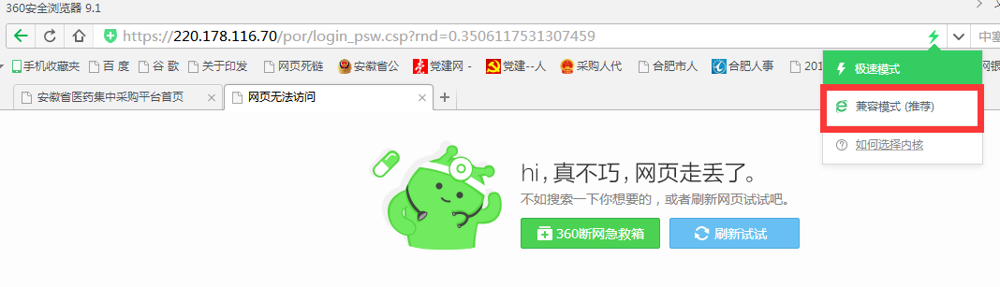 360安全浏览器 9.1
https://220.178.116.70/por/login_psw.csp?rnd=0.3506117531307459
中塞
手机收藏夹 百 度 谷 歌 关于印发 网页死链 安徽省公 党建网 - 党建--人 采购人代 合肥市人 合肥人事 201 网银
极速模式
安徽省医药集中采购平台首页 网页无法访问
兼容模式 (推荐)
如何选择内核
hi,真不巧,网页走丢了。
不如搜索一下你想要的，或者刷新网页试试吧。
360断网急救箱 刷新试试